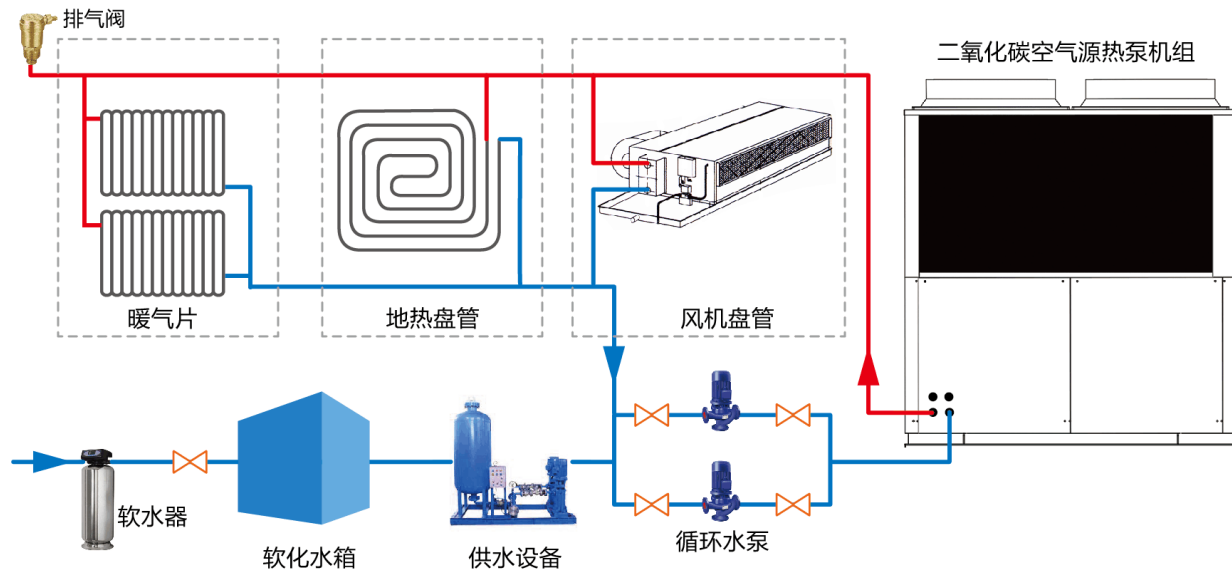 排气阀
二氧化碳空气源热泵机组
暖气片
地热盘管
风机盘管
软水器
软化水箱
供水设备
循环水泵